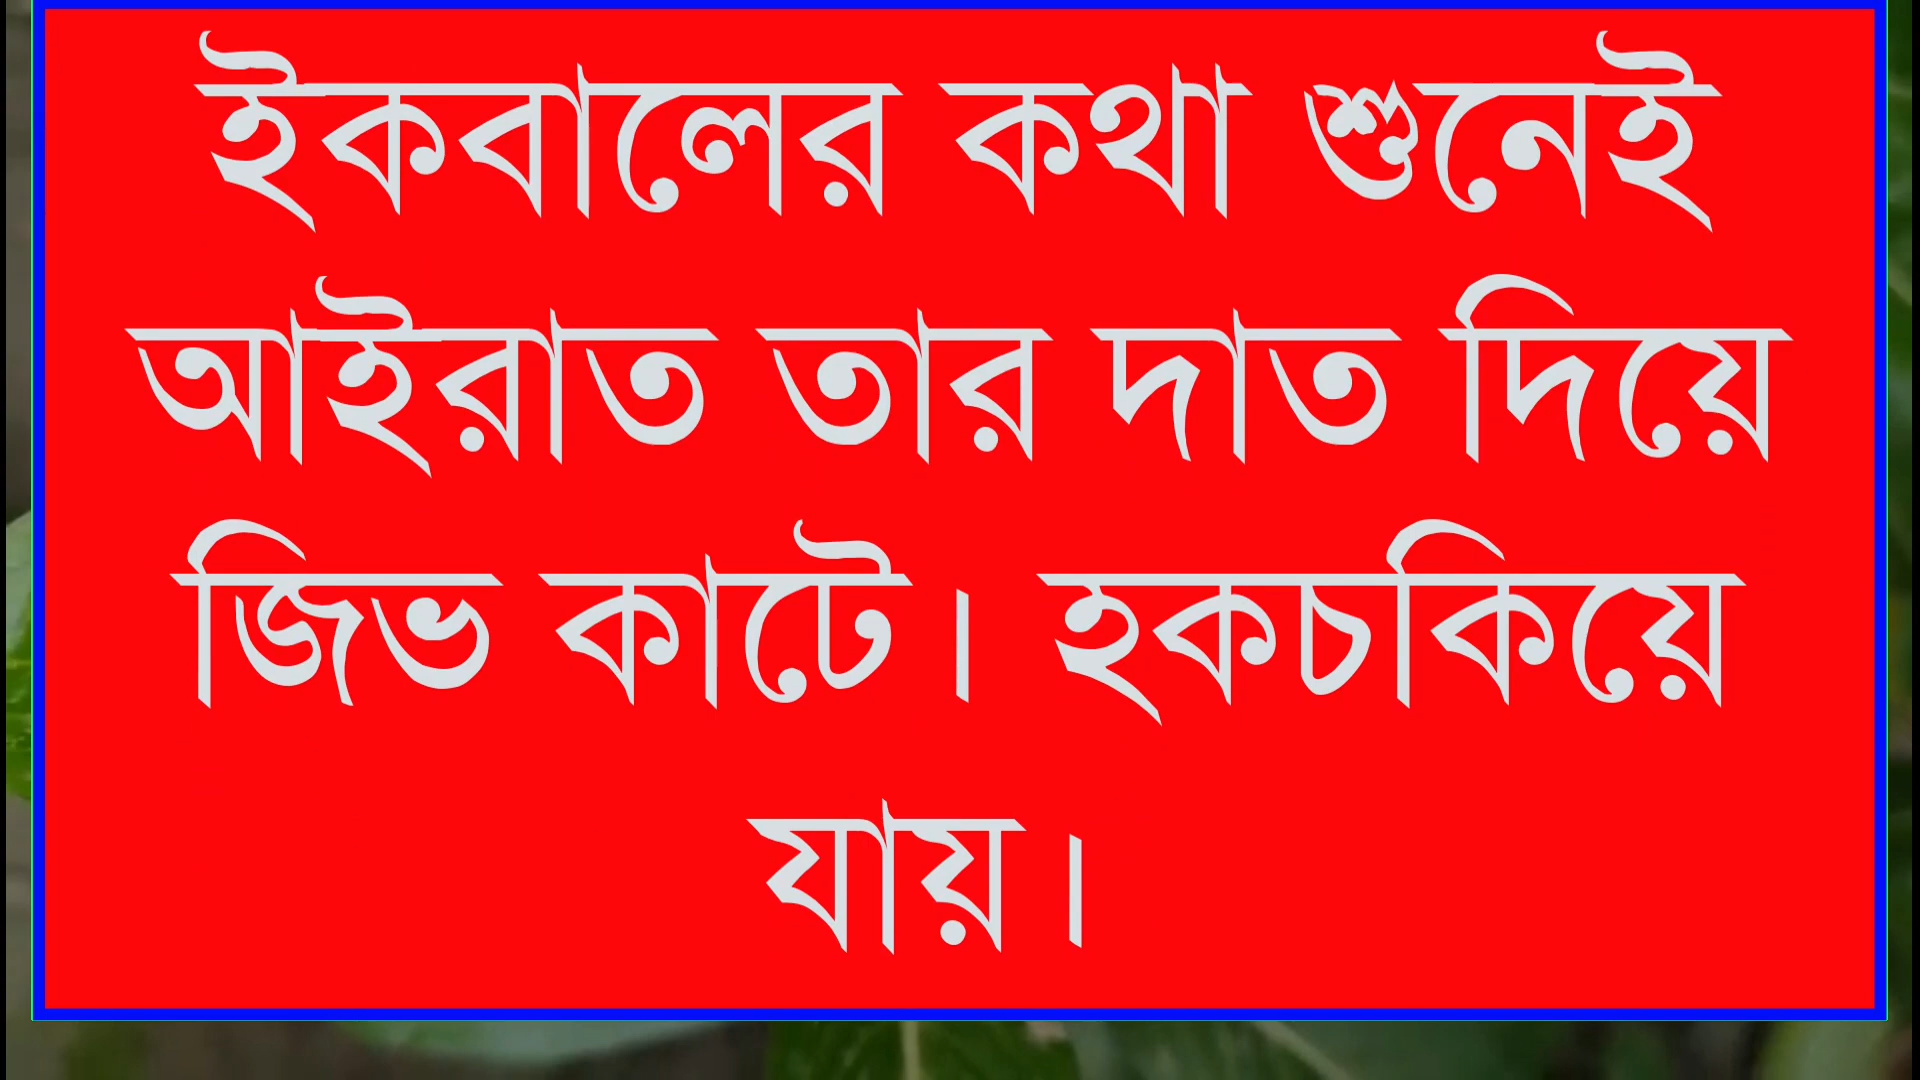 ইকবালের কথা শুনেই
আইরাত তার দাত দিয়ে
জিভ কাটে। হকচকিয়ে
যায়।